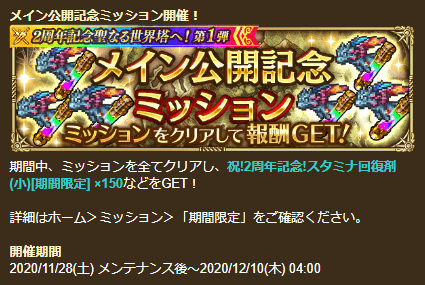 メイン公開記念ミッション開催！
2周年記念聖なる世界塔へ！第1弾
メイン公開記念
ミッション
ミッションをクリアして報酬GET！
期間中、ミッションを全てクリアし、祝!2周年記念!スタミナ回復剤
(小)[期間限定] ×150などをGET！
詳細はホーム＞ミッション＞「期間限定」をご確認ください。
開催期間
2020/11/28(土) メンテナンス後～2020/12/10(木) 04:00